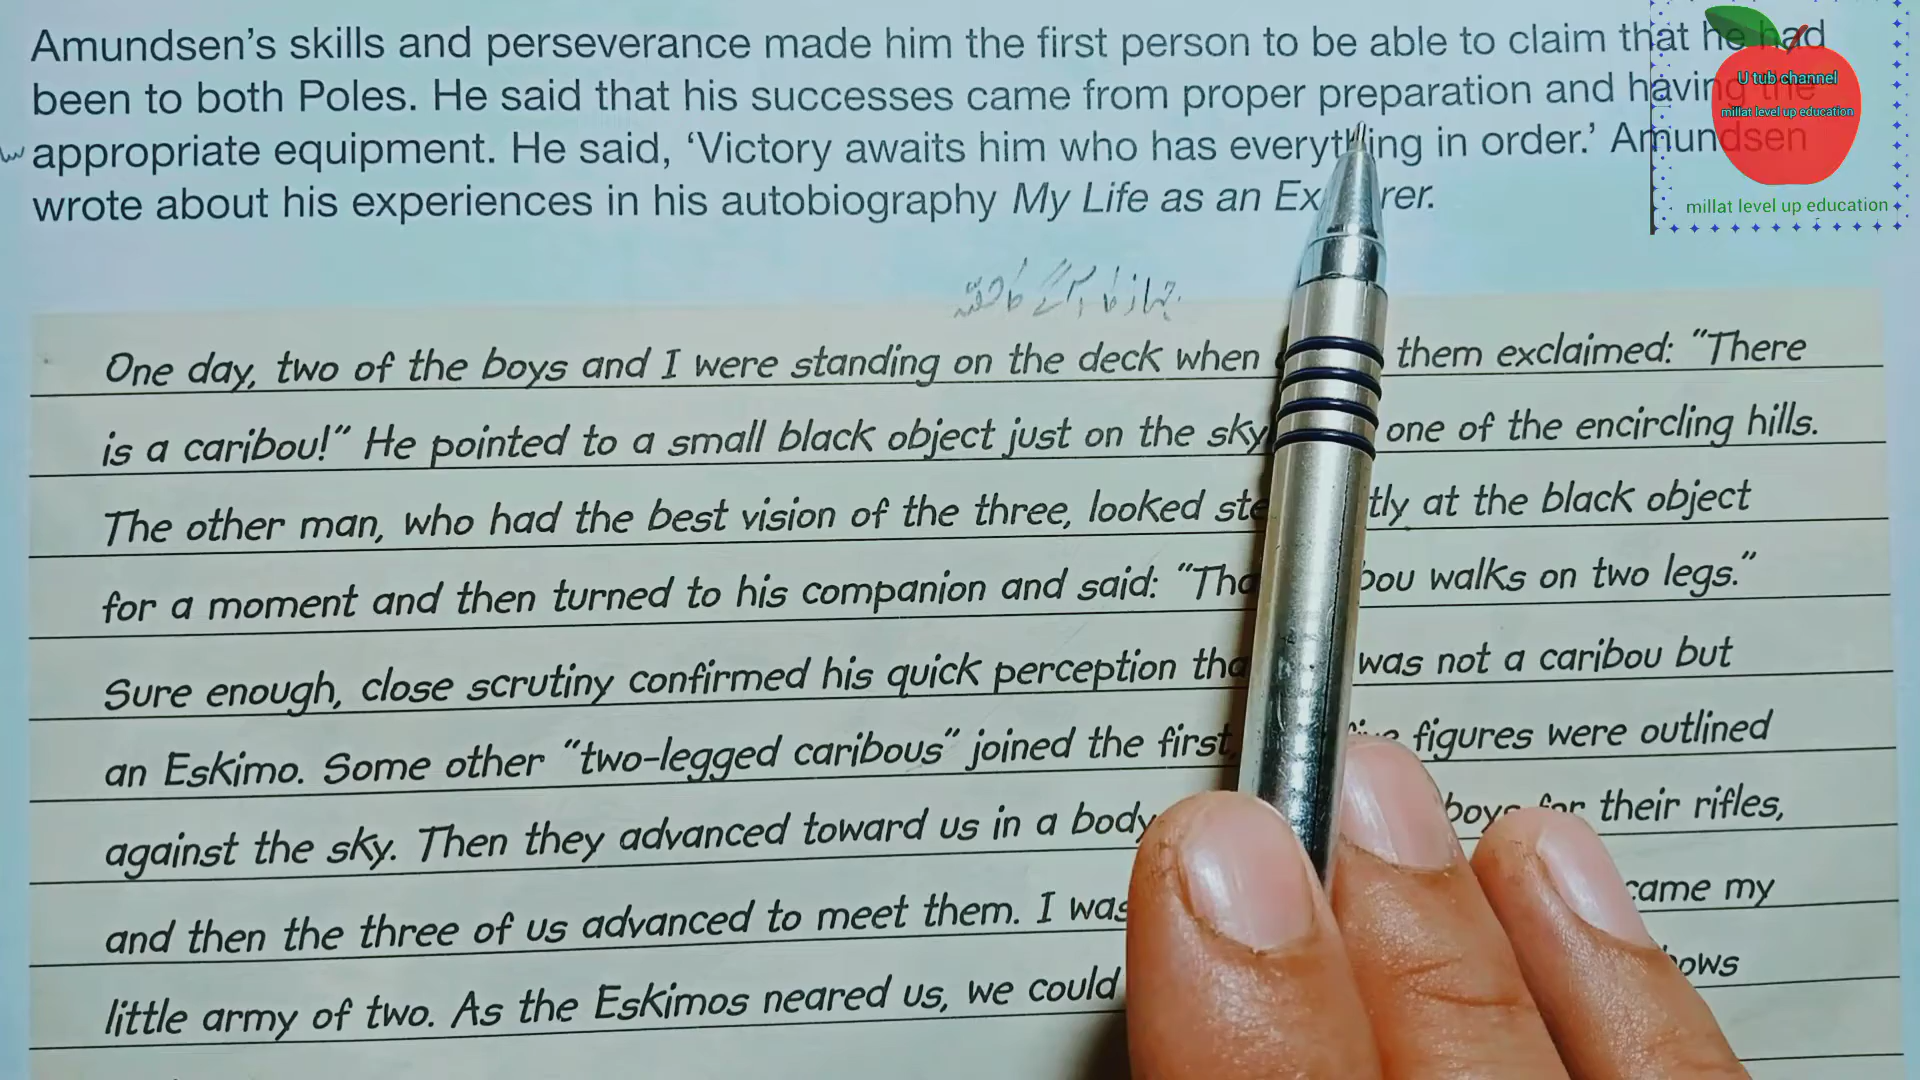 Amundsen's skills and perseverance made him the first person to be able to claim that he had
been to both Poles. He said that his successes came from proper preparation and having the
appropriate equipment. He said, ‘Victory awaits him who has everything in order.’ Amundsen
wrote about his experiences in his autobiography My Life as an
U tub channel
millat level up education
millat level up education
One day, two of the boys and I were standing on the deck when them exclaimed: “There
is a caribou!” He pointed to a small black object just on the sky one of the encircling hills.
The other man, who had the best vision of the three, looked at the black object
for a moment and then turned to his companion and said: walks on two legs.”
Sure enough, close scrutiny confirmed his quick perception was not a caribou but
an Eskimo. Some other “two-legged caribous” joined the first, figures were outlined
against the sky. Then they advanced toward us in a body boys for their rifles,
and then the three of us advanced to meet them. I was my
little army of two. As the Eskimos neared us, we could